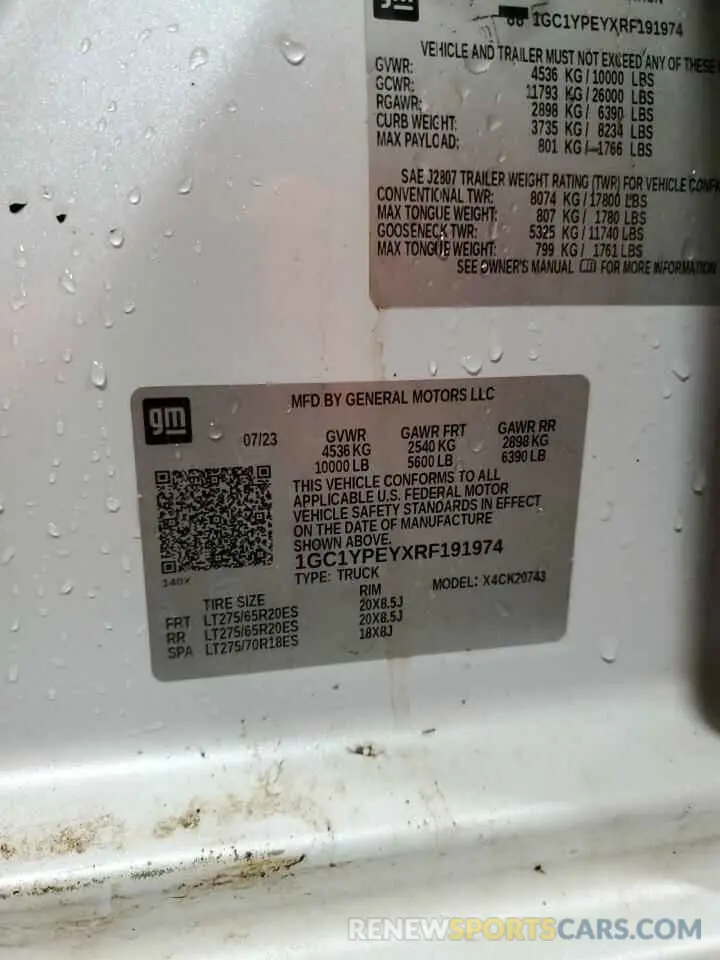 gm
1GC1YPEYXRF191974
VEHICLE AND TRAILER MUST NOT EXCEED ANY OF THESE
GVWR: 4536 KG / 10000 LBS
GCWR: 11793 KG / 26000 LBS
RGAWR: 2898 KG / 6390 LBS
CURB WEIGHT: 3735 KG / 8234 LBS
MAX PAYLOAD: 801 KG / 1766 LBS
SAE J2807 TRAILER WEIGHT RATING (TWR) FOR VEHICLE
CONVENTIONAL TWR: 8074 KG / 17800 LBS
MAX TONGUE WEIGHT: 807 KG / 1780 LBS
GOOSENECK TWR: 5325 KG / 11740 LBS
MAX TONGUE WEIGHT: 799 KG / 1761 LBS
SEE OWNER'S MANUAL FOR MORE INFORMATION
gm
MFD BY GENERAL MOTORS LLC
07/23 GVWR GAWR FRT GAWR RR
4536 KG 2540 KG 2898 KG
10000 LB 5600 LB 6390 LB
THIS VEHICLE CONFORMS TO ALL
APPLICABLE U.S. FEDERAL MOTOR
VEHICLE SAFETY STANDARDS IN EFFECT
ON THE DATE OF MANUFACTURE
SHOWN ABOVE.
1GC1YPEYXRF191974
140X
TYPE: TRUCK MODEL: X4CK20743
TIRE SIZE RIM
FRT LT275/65R20ES 20X8.5J
RR LT275/65R20ES 20X8.5J
SPA LT275/70R18ES 18X8J
RENEWSPORTSCARS.COM